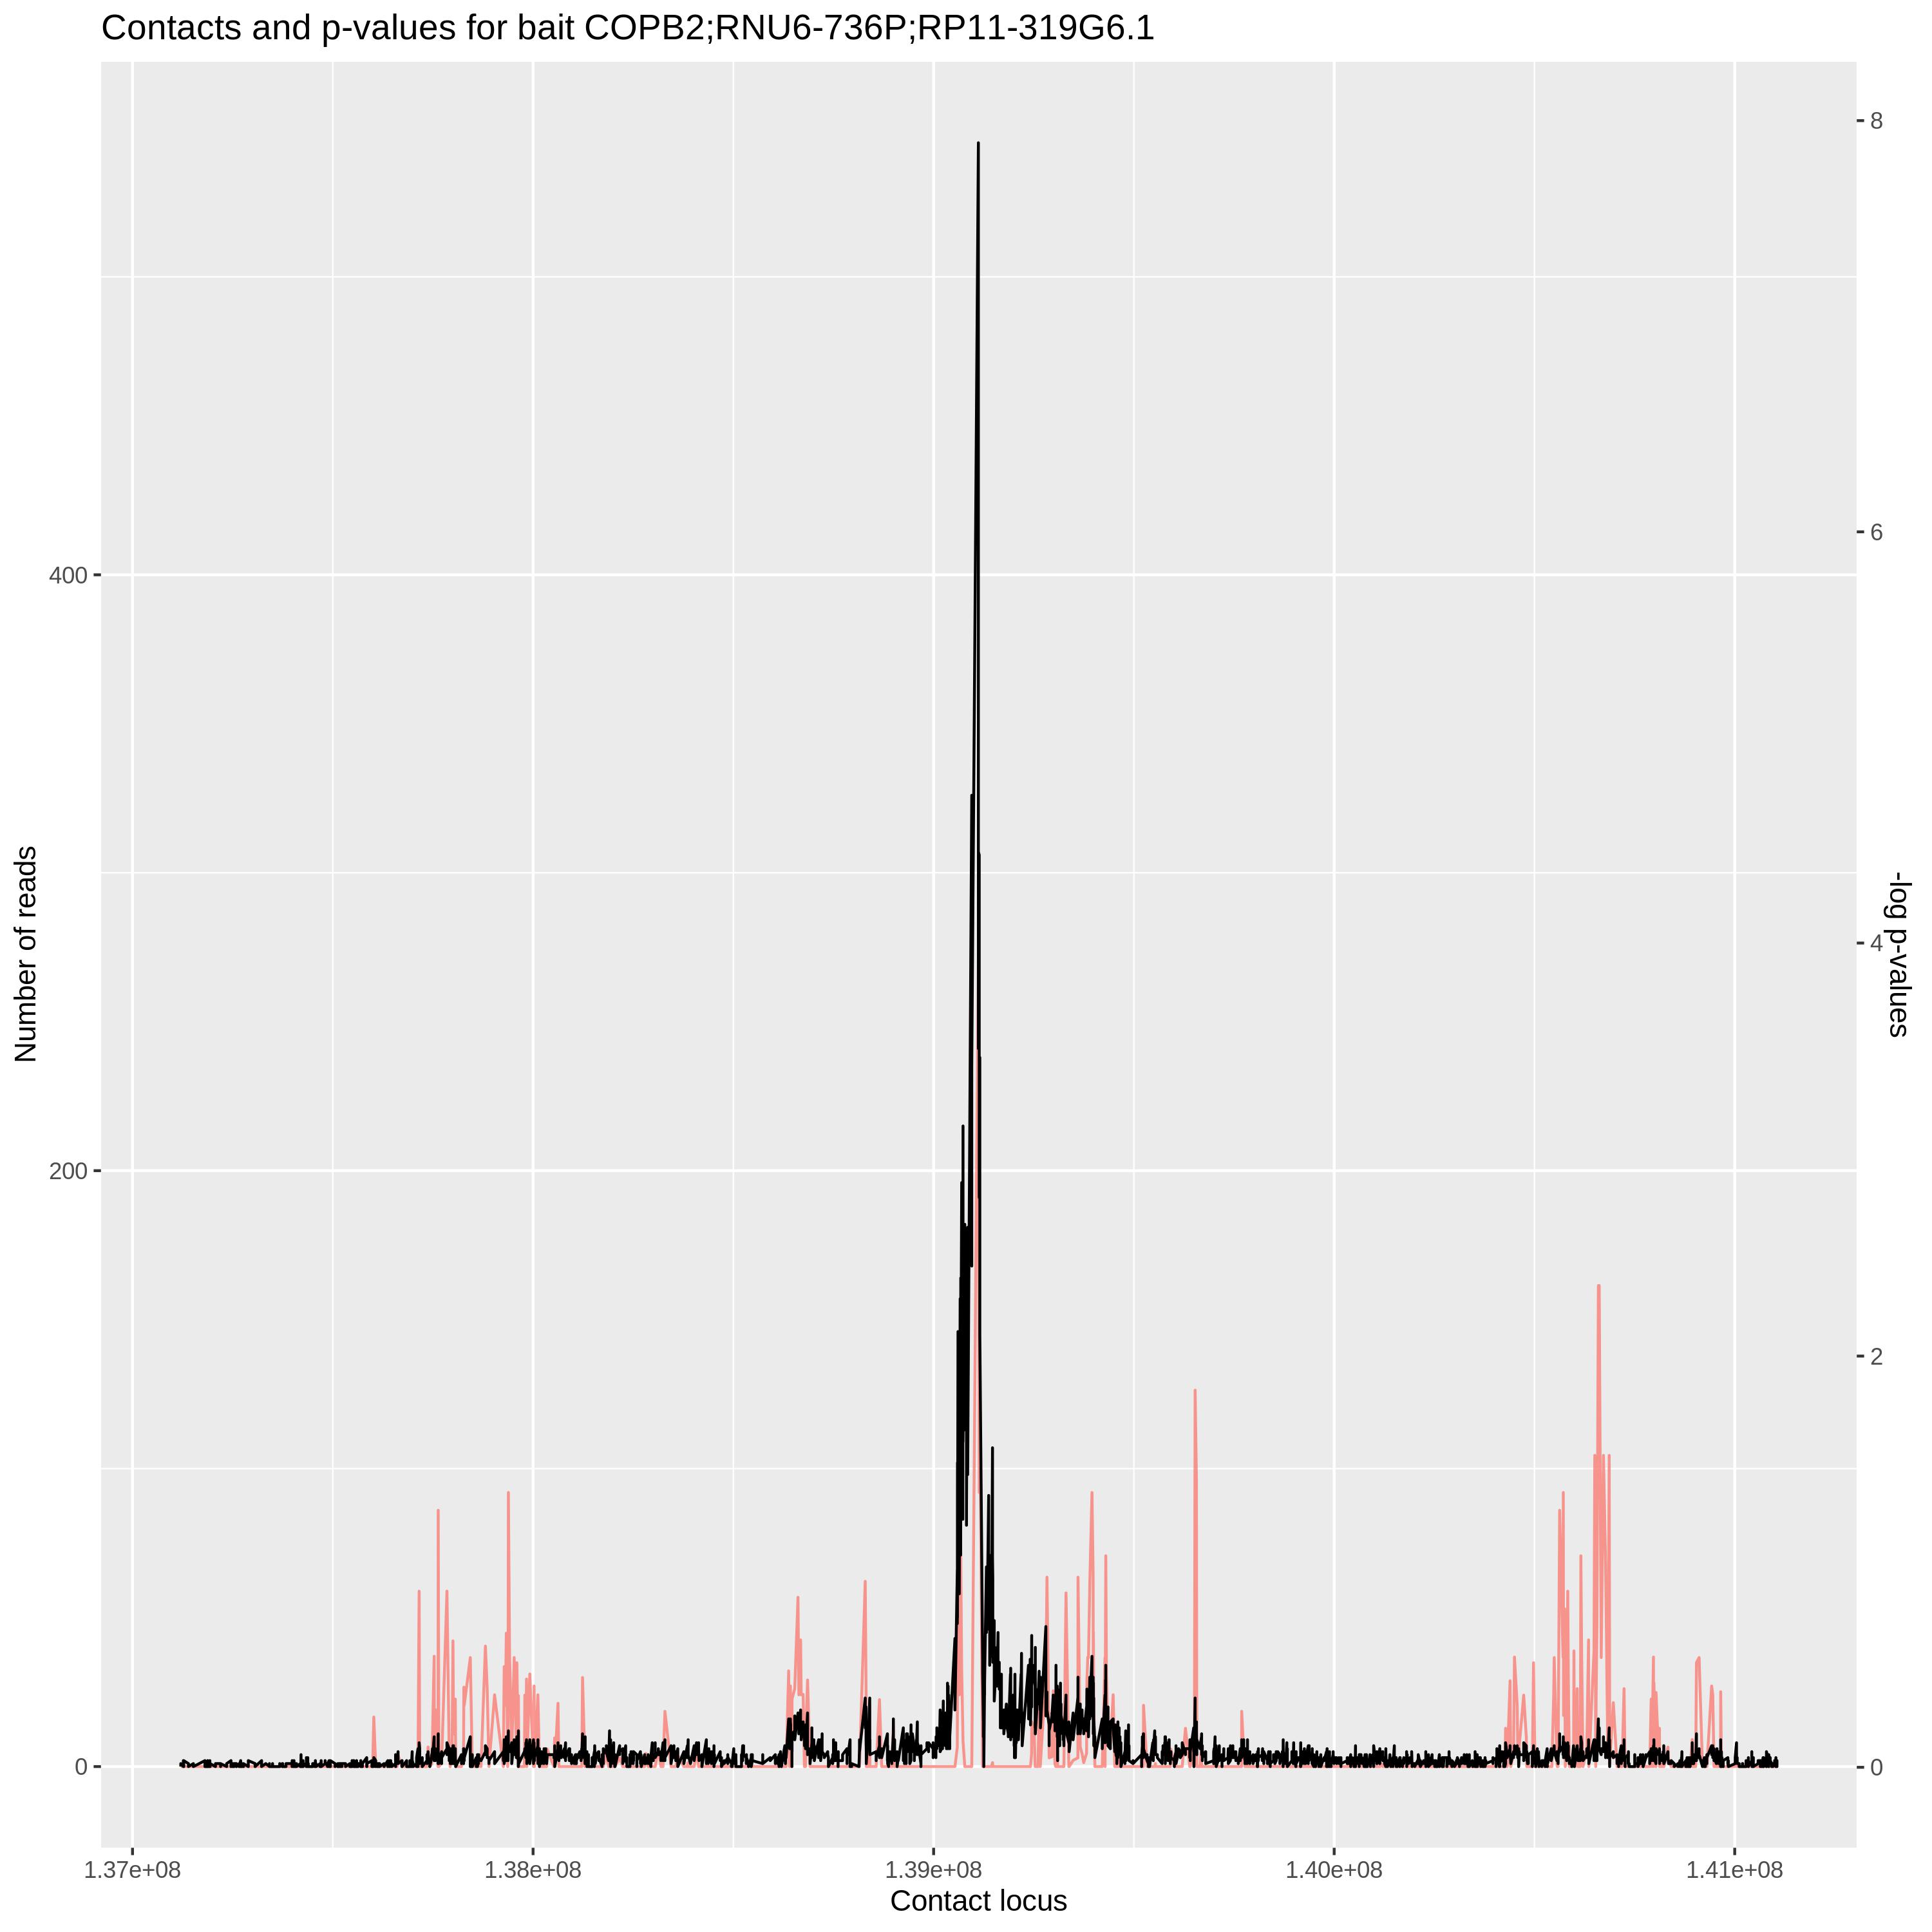 Contacts and p-values for bait COPB2;RNU6-736P;RP11-319G6.1
8
6
400
4
200
2
0
0
Number of reads
-log p-values
1.37e+08
1.38e+08
1.39e+08
1.40e+08
1.41e+08
Contact locus